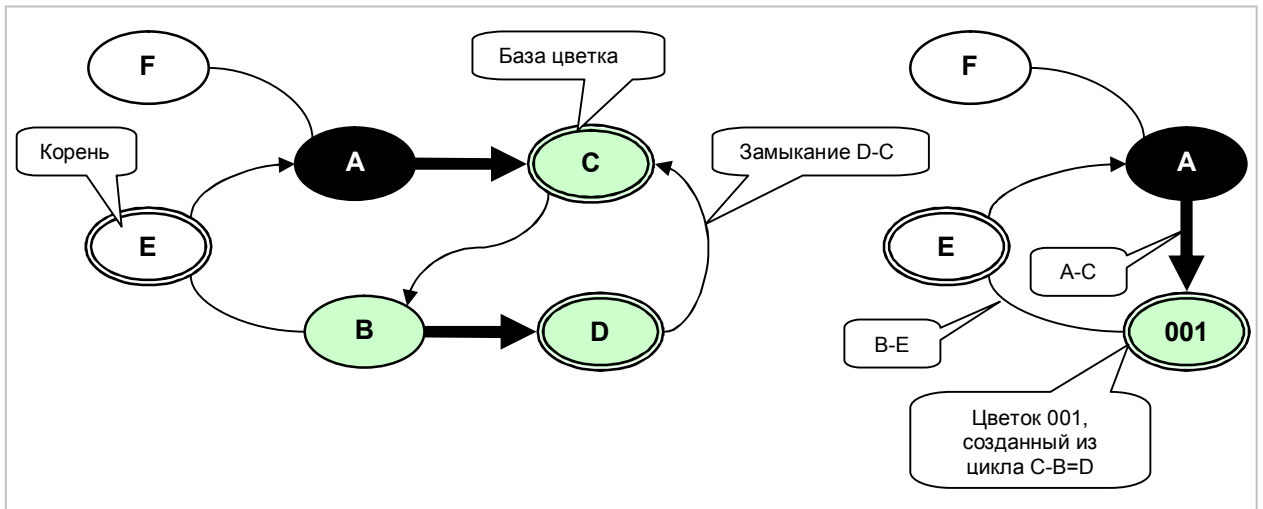 F
База цветка
F
Корень
A
C
Замыкание D-C
A
E
E
A-C
B
D
B-E
001
Цветок 001,
созданный из
цикла C-B=D